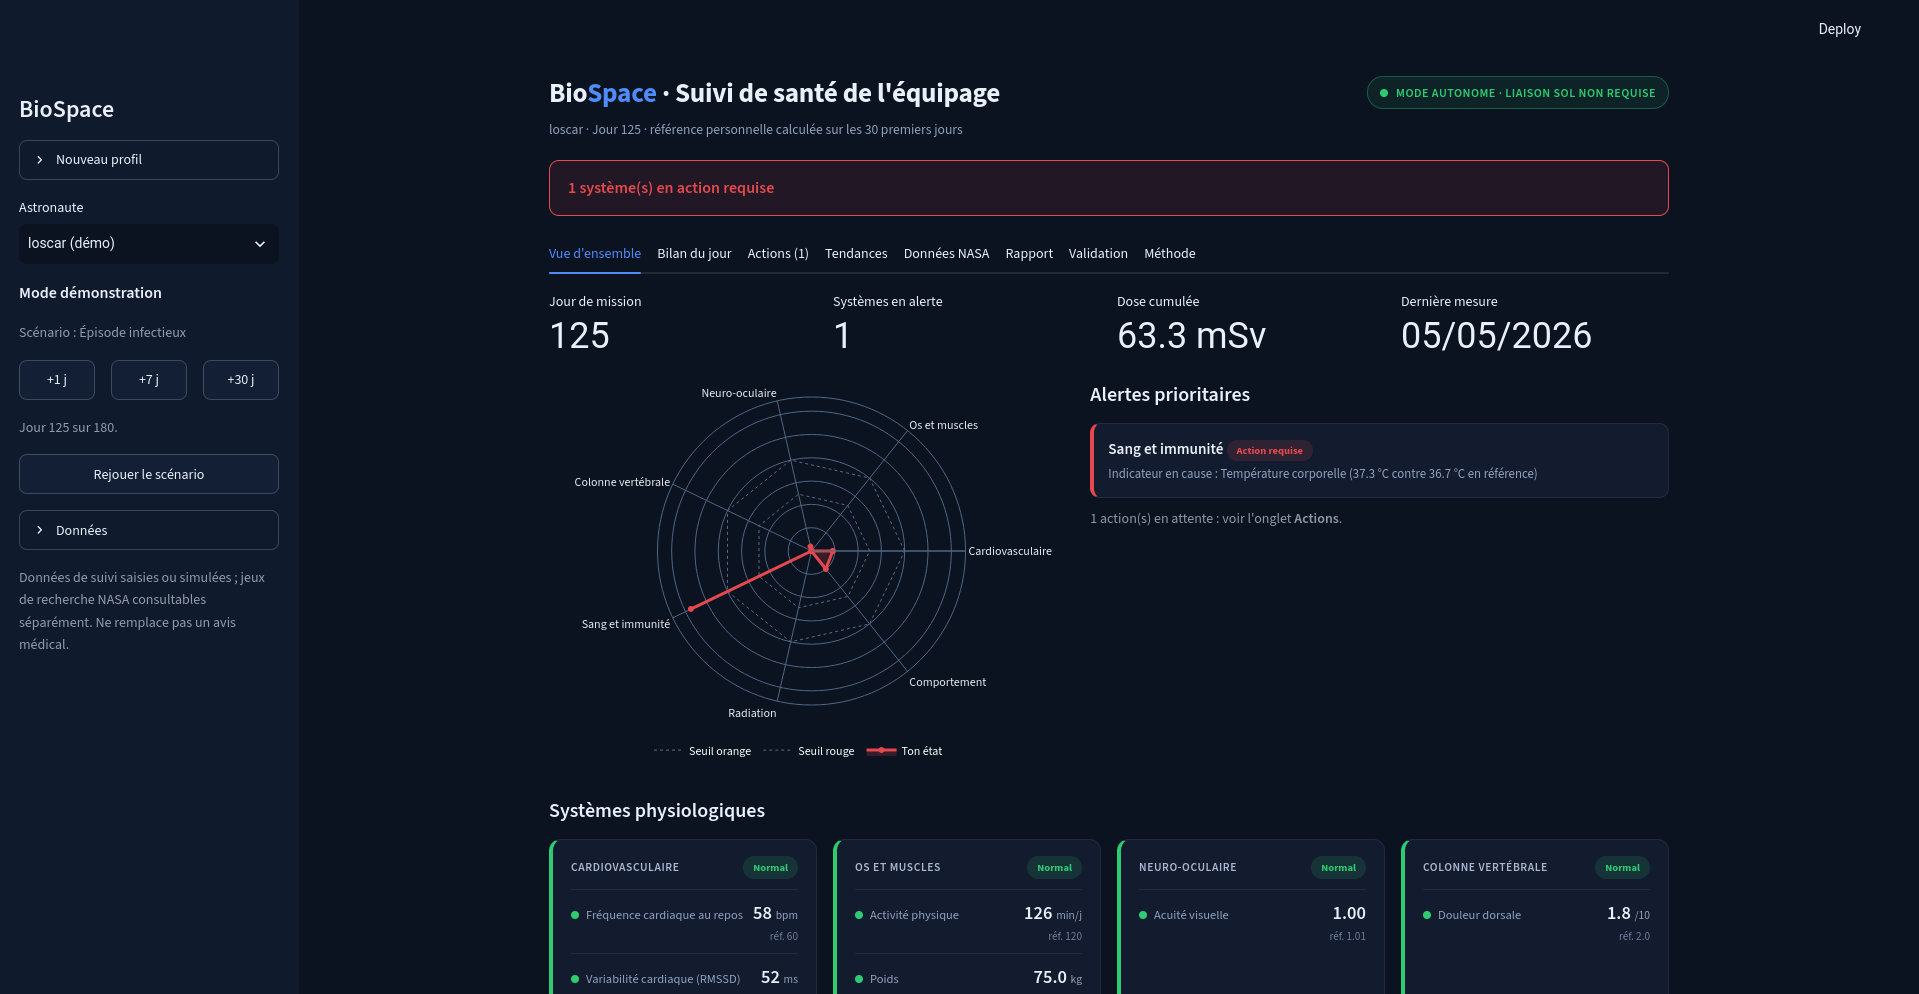 Deploy
BioSpace
Nouveau profil
Astronaute
loscar (démo)
Mode démonstration
Scénario : Épisode infectieux
+1 j
+7 j
+30 j
Jour 125 sur 180.
Rejouer le scénario
Données
Données de suivi saisies ou simulées ; jeux
de recherche NASA consultables
séparément. Ne remplace pas un avis
médical.
BioSpace · Suivi de santé de l'équipage
MODE AUTONOME · LIAISON SOL NON REQUISE
loscar · Jour 125 · référence personnelle calculée sur les 30 premiers jours
1 système(s) en action requise
Vue d'ensemble
Bilan du jour
Actions (1)
Tendances
Données NASA
Rapport
Validation
Méthode
Jour de mission
125
Systèmes en alerte
1
Dose cumulée
63.3 mSv
Dernière mesure
05/05/2026
Neuro-oculaire
Os et muscles
Colonne vertébrale
Cardiovasculaire
Sang et immunité
Comportement
Radiation
Seuil orange
Seuil rouge
Ton état
Alertes prioritaires
Sang et immunité Action requise
Indicateur en cause : Température corporelle (37.3 °C contre 36.7 °C en référence)
1 action(s) en attente : voir l'onglet Actions.
Systèmes physiologiques
CARDIOVASCULAIRE Normal
Fréquence cardiaque au repos 58 bpm
réf. 60
Variabilité cardiaque (RMSSD) 52 ms
OS ET MUSCLES Normal
Activité physique 126 min/j
réf. 120
Poids 75.0 kg
NEURO-OCULAIRE Normal
Acuité visuelle 1.00
réf. 1.01
COLONNE VERTÉBRALE Normal
Douleur dorsale 1.8 /10
réf. 2.0